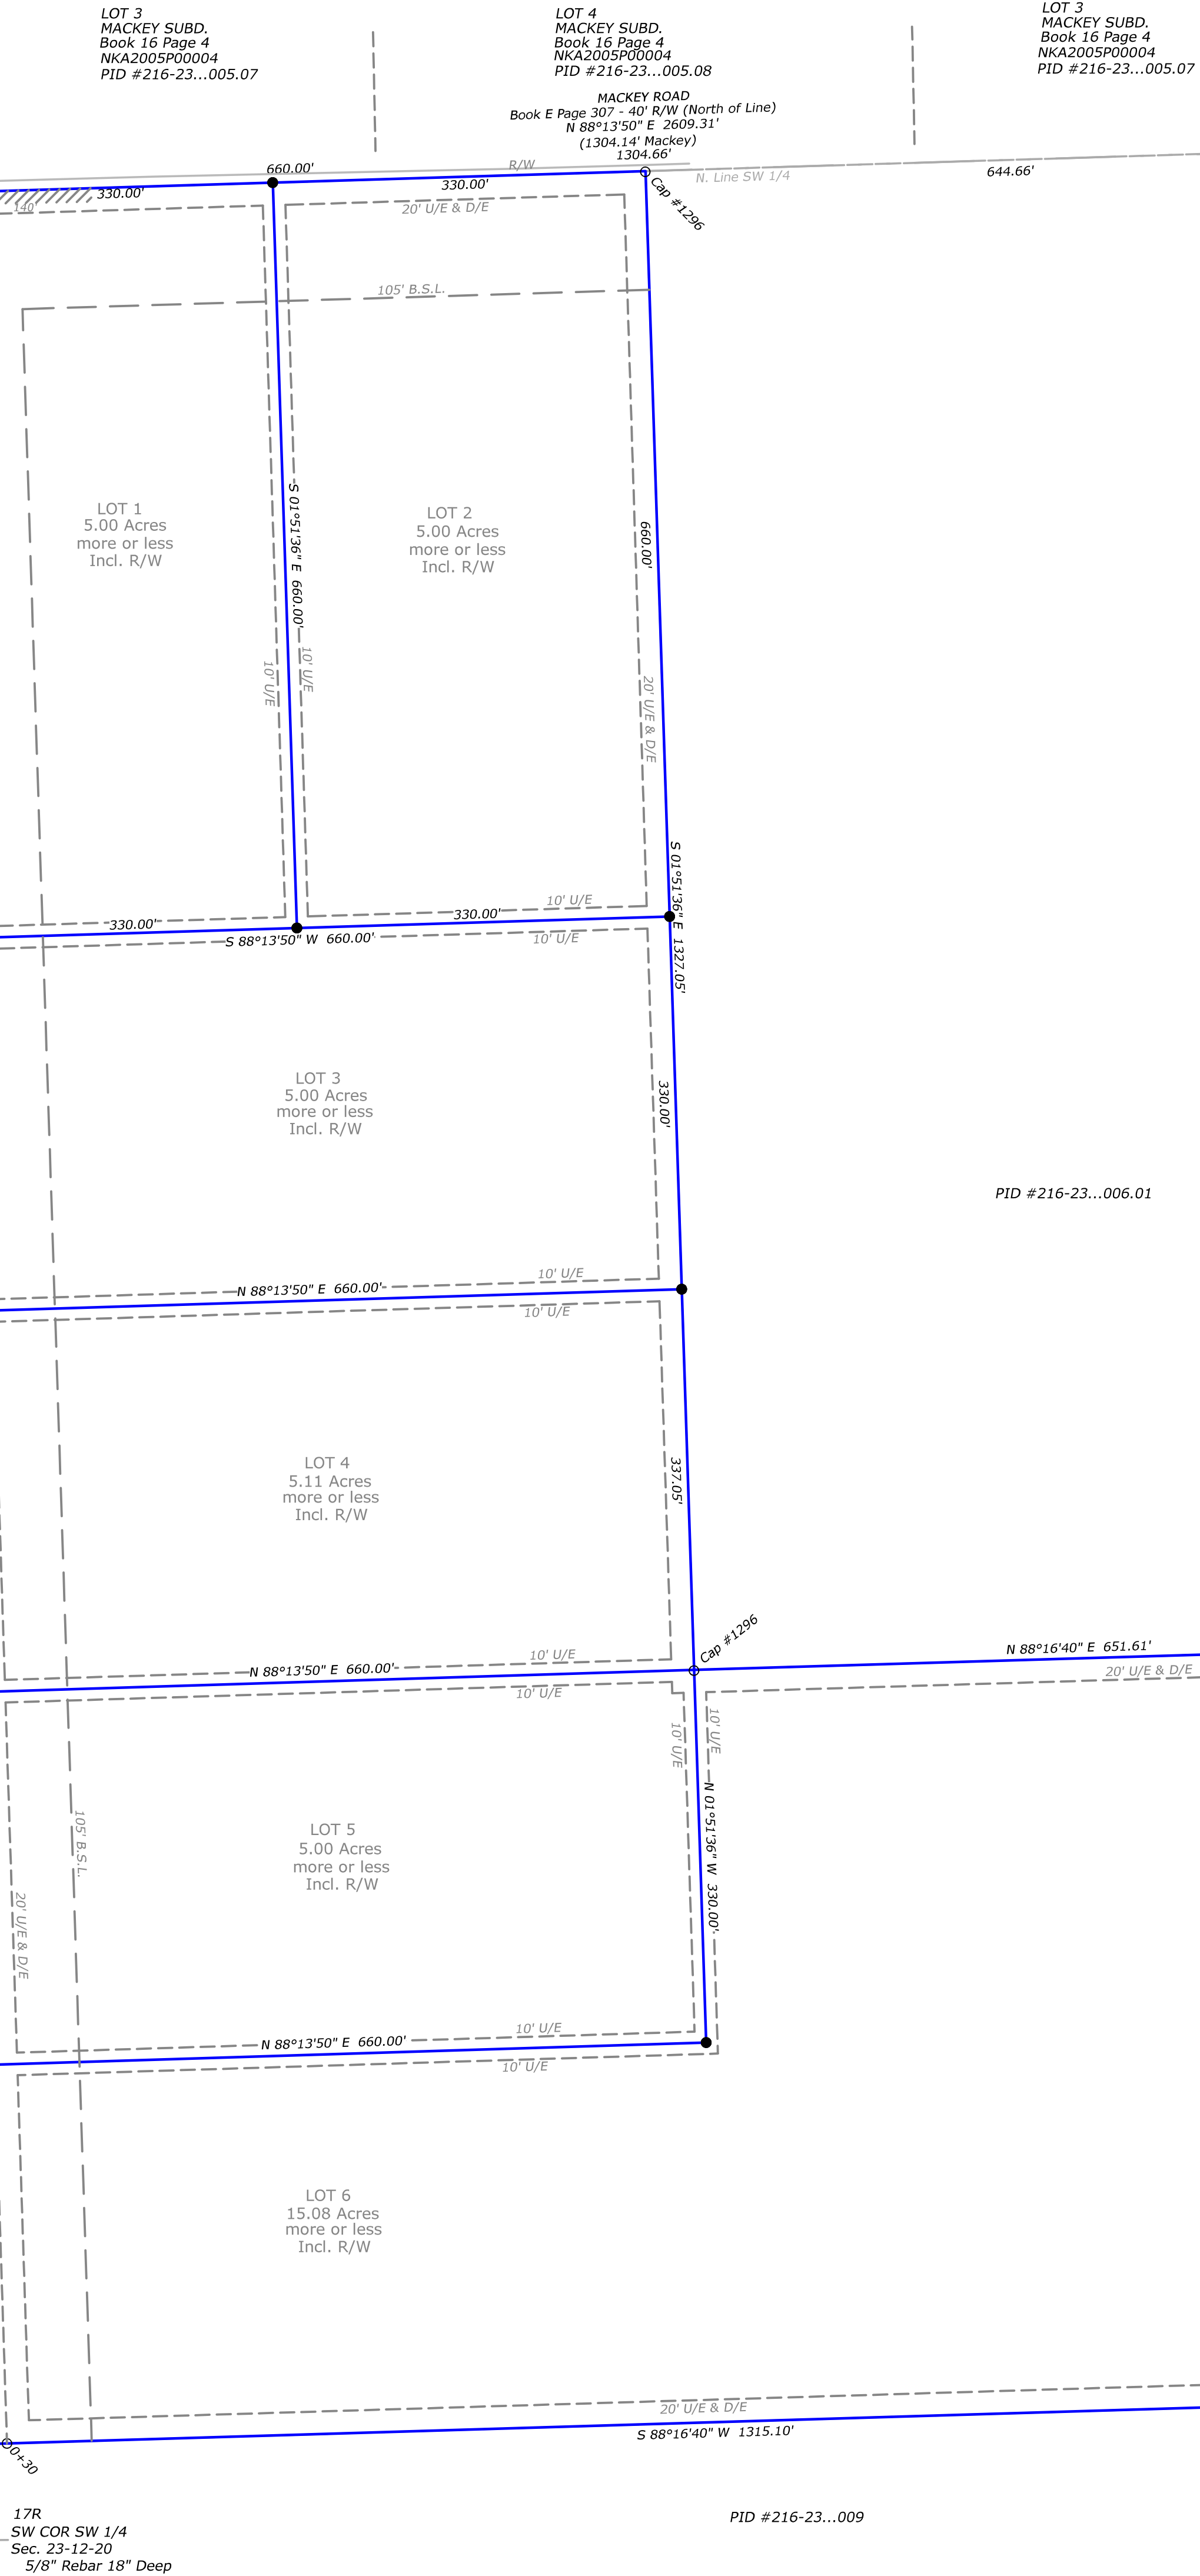 LOT 3
MACKEY SUBD.
Book 16 Page 4
NKA2005P00004
PID #216-23...005.07
LOT 4
MACKEY SUBD.
Book 16 Page 4
NKA2005P00004
PID #216-23...005.08
LOT 3
MACKEY SUBD.
Book 16 Page 4
NKA2005P00004
PID #216-23...005.07
MACKEY ROAD
Book E Page 307 - 40' R/W (North of Line)
N 88°13'50" E 2609.31'
(1304.14' Mackey)
1304.66'
660.00'
R/W
N. Line SW 1/4
644.66'
330.00'
330.00'
140
20' U/E & D/E
Cap #1296
105' B.S.L.
LOT 1
5.00 Acres
more or less
Incl. R/W
LOT 2
5.00 Acres
more or less
Incl. R/W
S 01°51'36" E 660.00'
660.00'
10' U/E
10' U/E
20' U/E & D/E
S 01°51'36" E 1327.05'
10' U/E
330.00'
330.00'
S 88°13'50" W 660.00'
10' U/E
LOT 3
5.00 Acres
more or less
Incl. R/W
330.00'
PID #216-23...006.01
10' U/E
N 88°13'50" E 660.00'
10' U/E
LOT 4
5.11 Acres
more or less
Incl. R/W
337.05'
Cap #1296
10' U/E
N 88°13'50" E 660.00'
10' U/E
N 88°16'40" E 651.61'
20' U/E & D/E
10' U/E
10' U/E
N 01°51'36" W 330.00'
105' B.S.L.
LOT 5
5.00 Acres
more or less
Incl. R/W
20' U/E & D/E
10' U/E
N 88°13'50" E 660.00'
10' U/E
LOT 6
15.08 Acres
more or less
Incl. R/W
20' U/E & D/E
S 88°16'40" W 1315.10'
0+30
17R
SW COR SW 1/4
Sec. 23-12-20
5/8" Rebar 18" Deep
PID #216-23...009